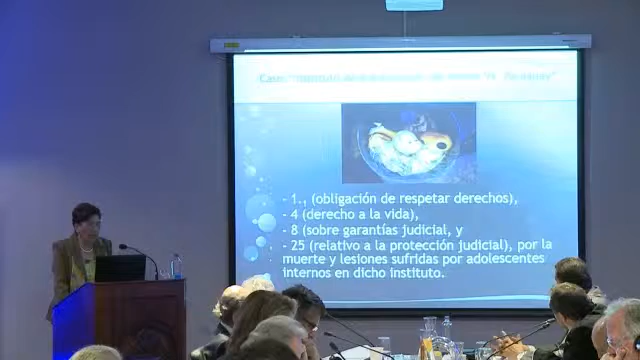 - 1., (obligación de respetar derechos),
- 4 (derecho a la vida),
- 8 (sobre garantías judicial, y
- 25 (relativo a la protección judicial), por la
muerte y lesiones sufridas por adolescentes
internos en dicho instituto.